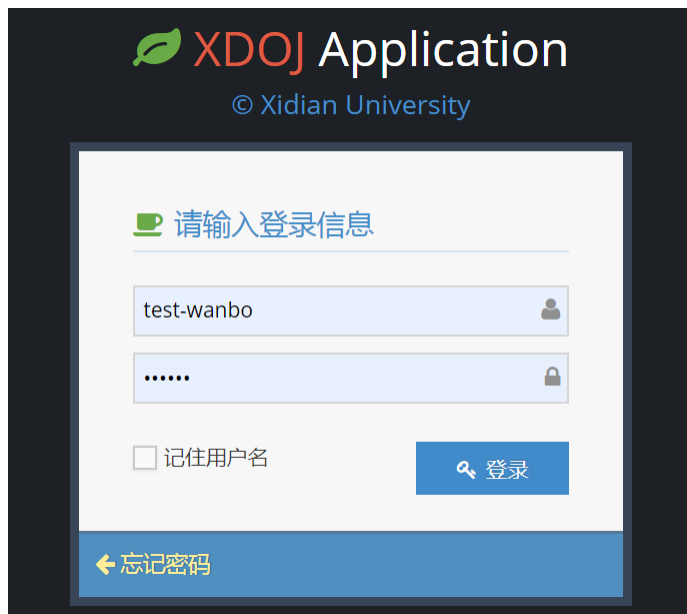 XDOJ Application
© Xidian University
请输入登录信息
test-wanbo
••••••
记住用户名
登录
忘记密码